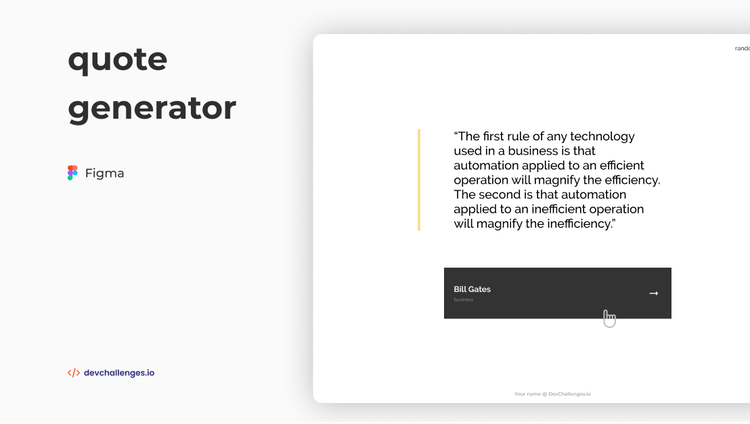 quote
generator
Figma
</> devchallenges.io
“The first rule of any technology
used in a business is that
automation applied to an efficient
operation will magnify the efficiency.
The second is that automation
applied to an inefficient operation
will magnify the inefficiency.”
Bill Gates
business
Your name @ DevChallenges.io